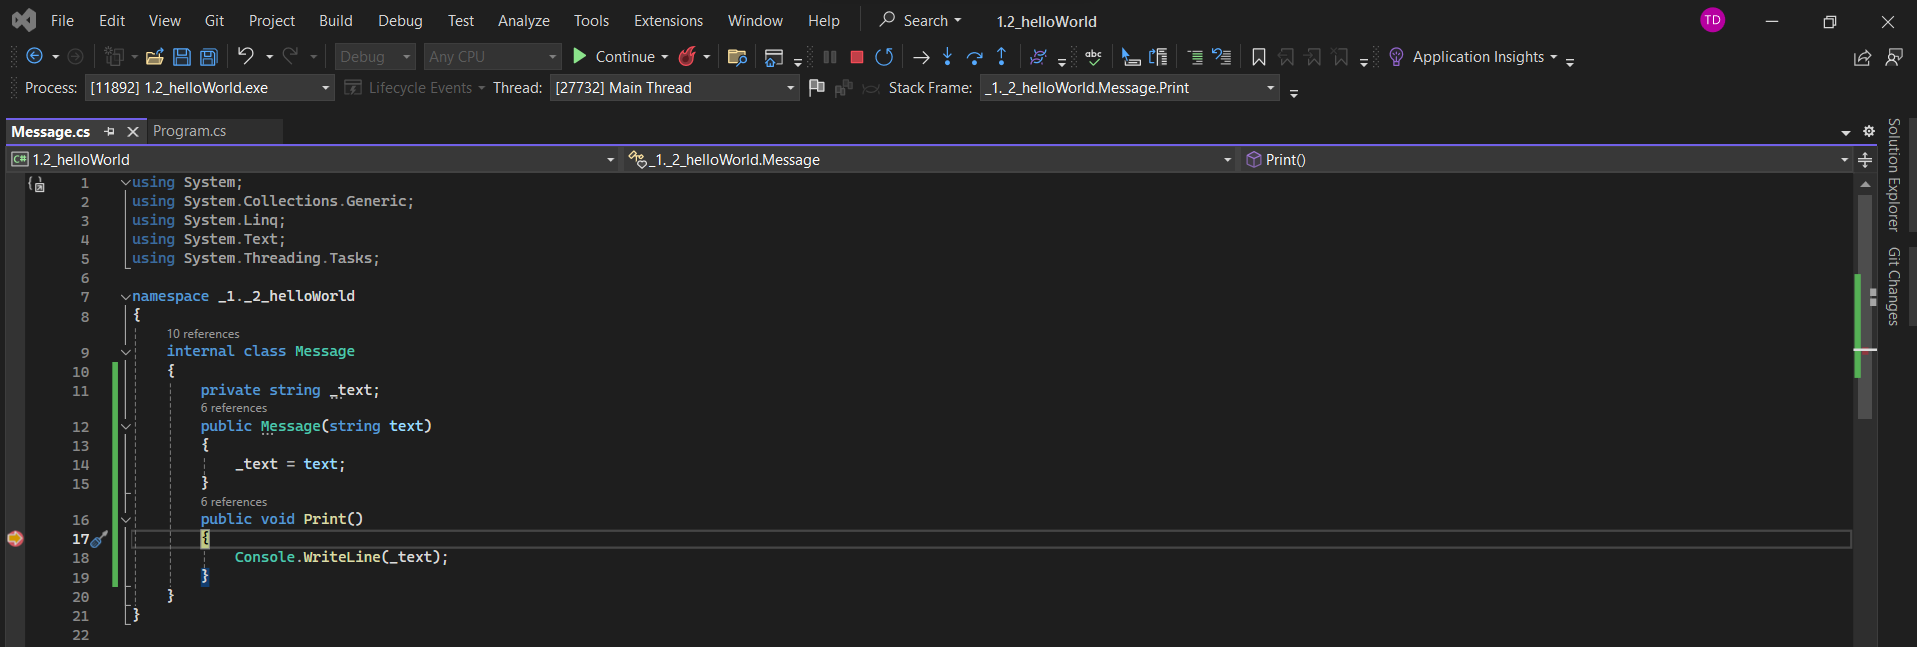 File Edit View Git Project Build Debug Test Analyze Tools Extensions Window Help Search 1.2_helloWorld TD
Debug Any CPU Continue abc Application Insights
Process: [11892] 1.2_helloWorld.exe Lifecycle Events Thread: [27732] Main Thread Stack Frame: _1._2_helloWorld.Message.Print
Message.cs Program.cs
C# 1.2_helloWorld _1._2_helloWorld.Message Print()
1 using System;
2 using System.Collections.Generic;
3 using System.Linq;
4 using System.Text;
5 using System.Threading.Tasks;
6
7 namespace _1._2_helloWorld
8 {
10 references
9 internal class Message
10 {
11 private string _text;
6 references
12 public Message(string text)
13 {
14 _text = text;
15 }
6 references
16 public void Print()
17 {
18 Console.WriteLine(_text);
19 }
20 }
21 }
22
Solution Explorer
Git Changes